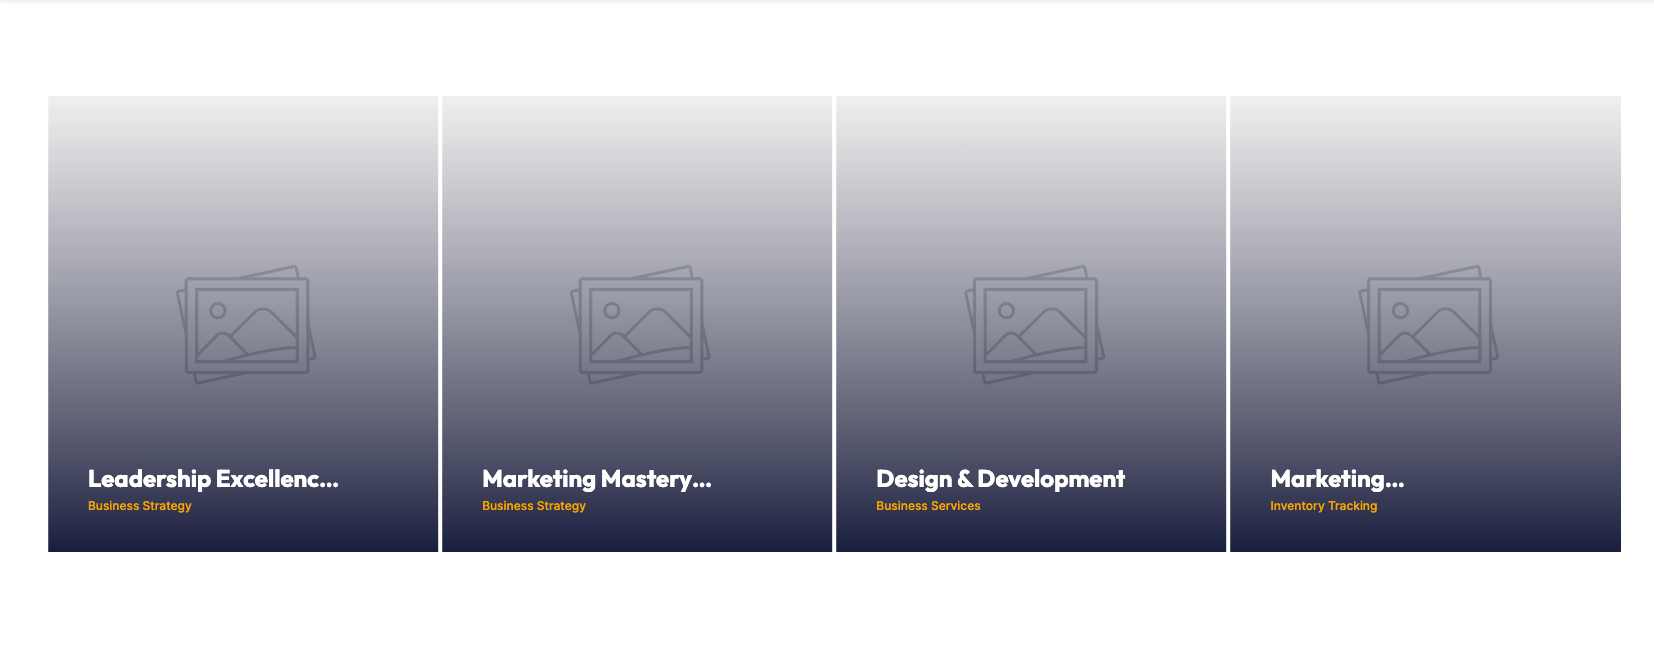 Leadership Excellenc...
Business Strategy
Marketing Mastery...
Business Strategy
Design & Development
Business Services
Marketing...
Inventory Tracking